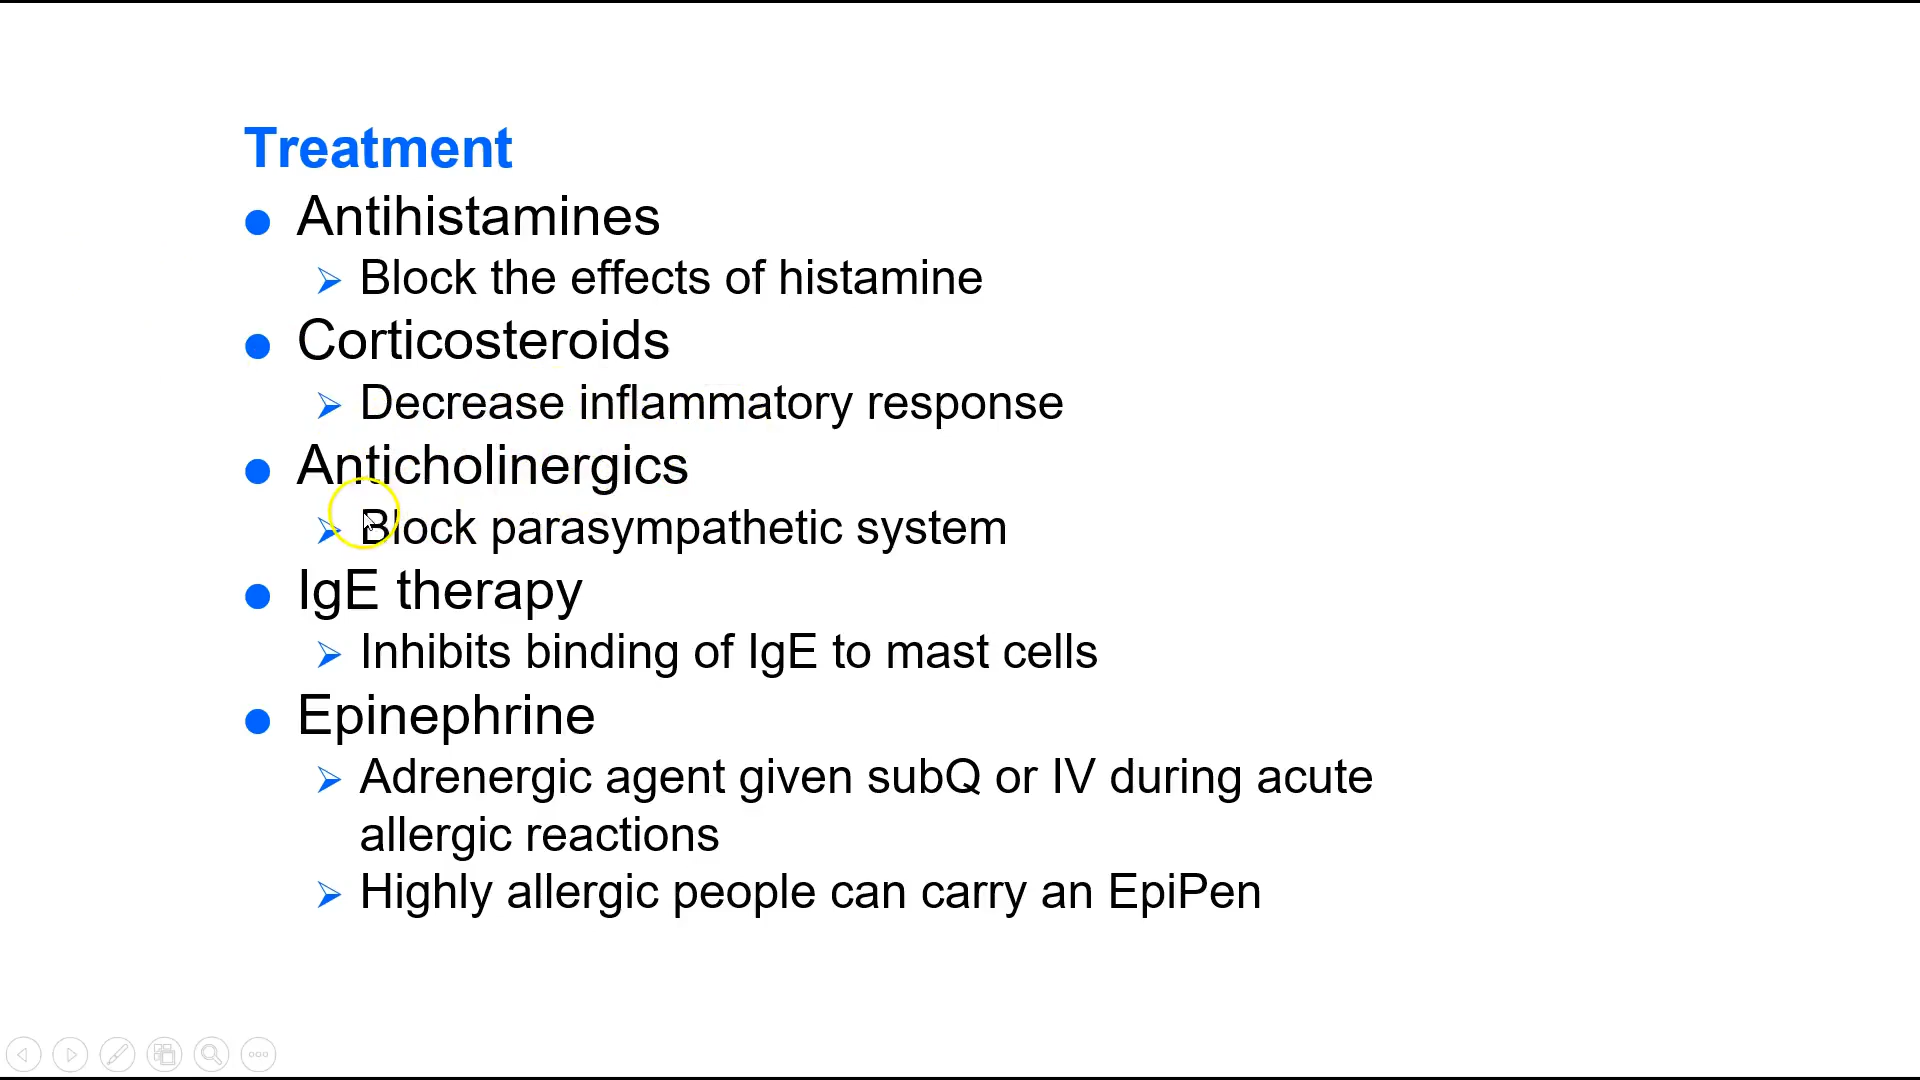 Treatment
Antihistamines
Block the effects of histamine
Corticosteroids
Decrease inflammatory response
Anticholinergics
Block parasympathetic system
IgE therapy
Inhibits binding of IgE to mast cells
Epinephrine
Adrenergic agent given subQ or IV during acute
allergic reactions
Highly allergic people can carry an EpiPen